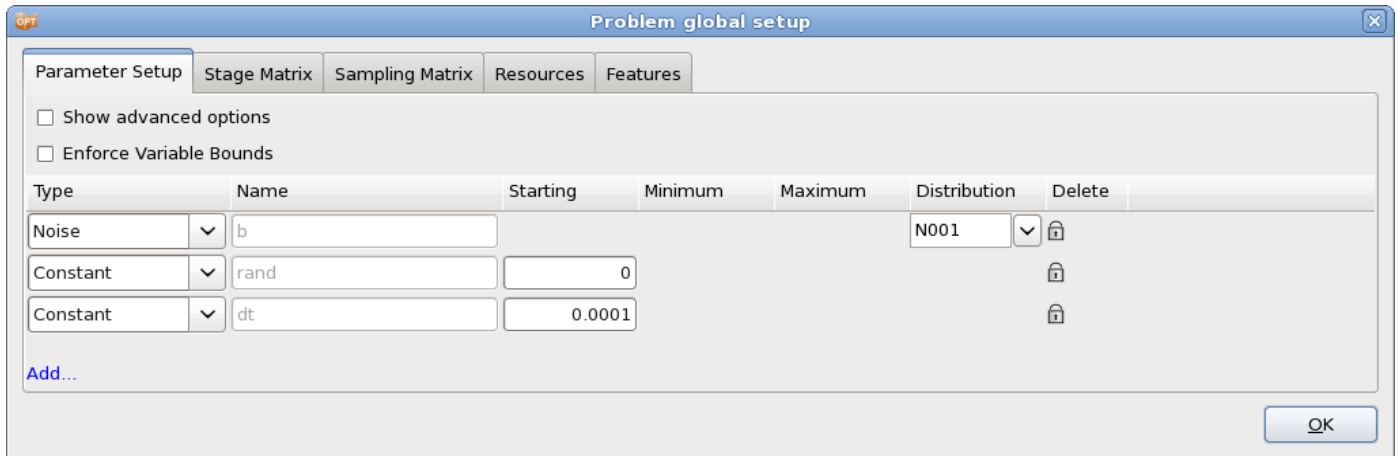 OPT Problem global setup
Parameter Setup Stage Matrix Sampling Matrix Resources Features
Show advanced options
Enforce Variable Bounds
Type Name Starting Minimum Maximum Distribution Delete
Noise b N001
Constant rand 0
Constant dt 0.0001
Add...
OK